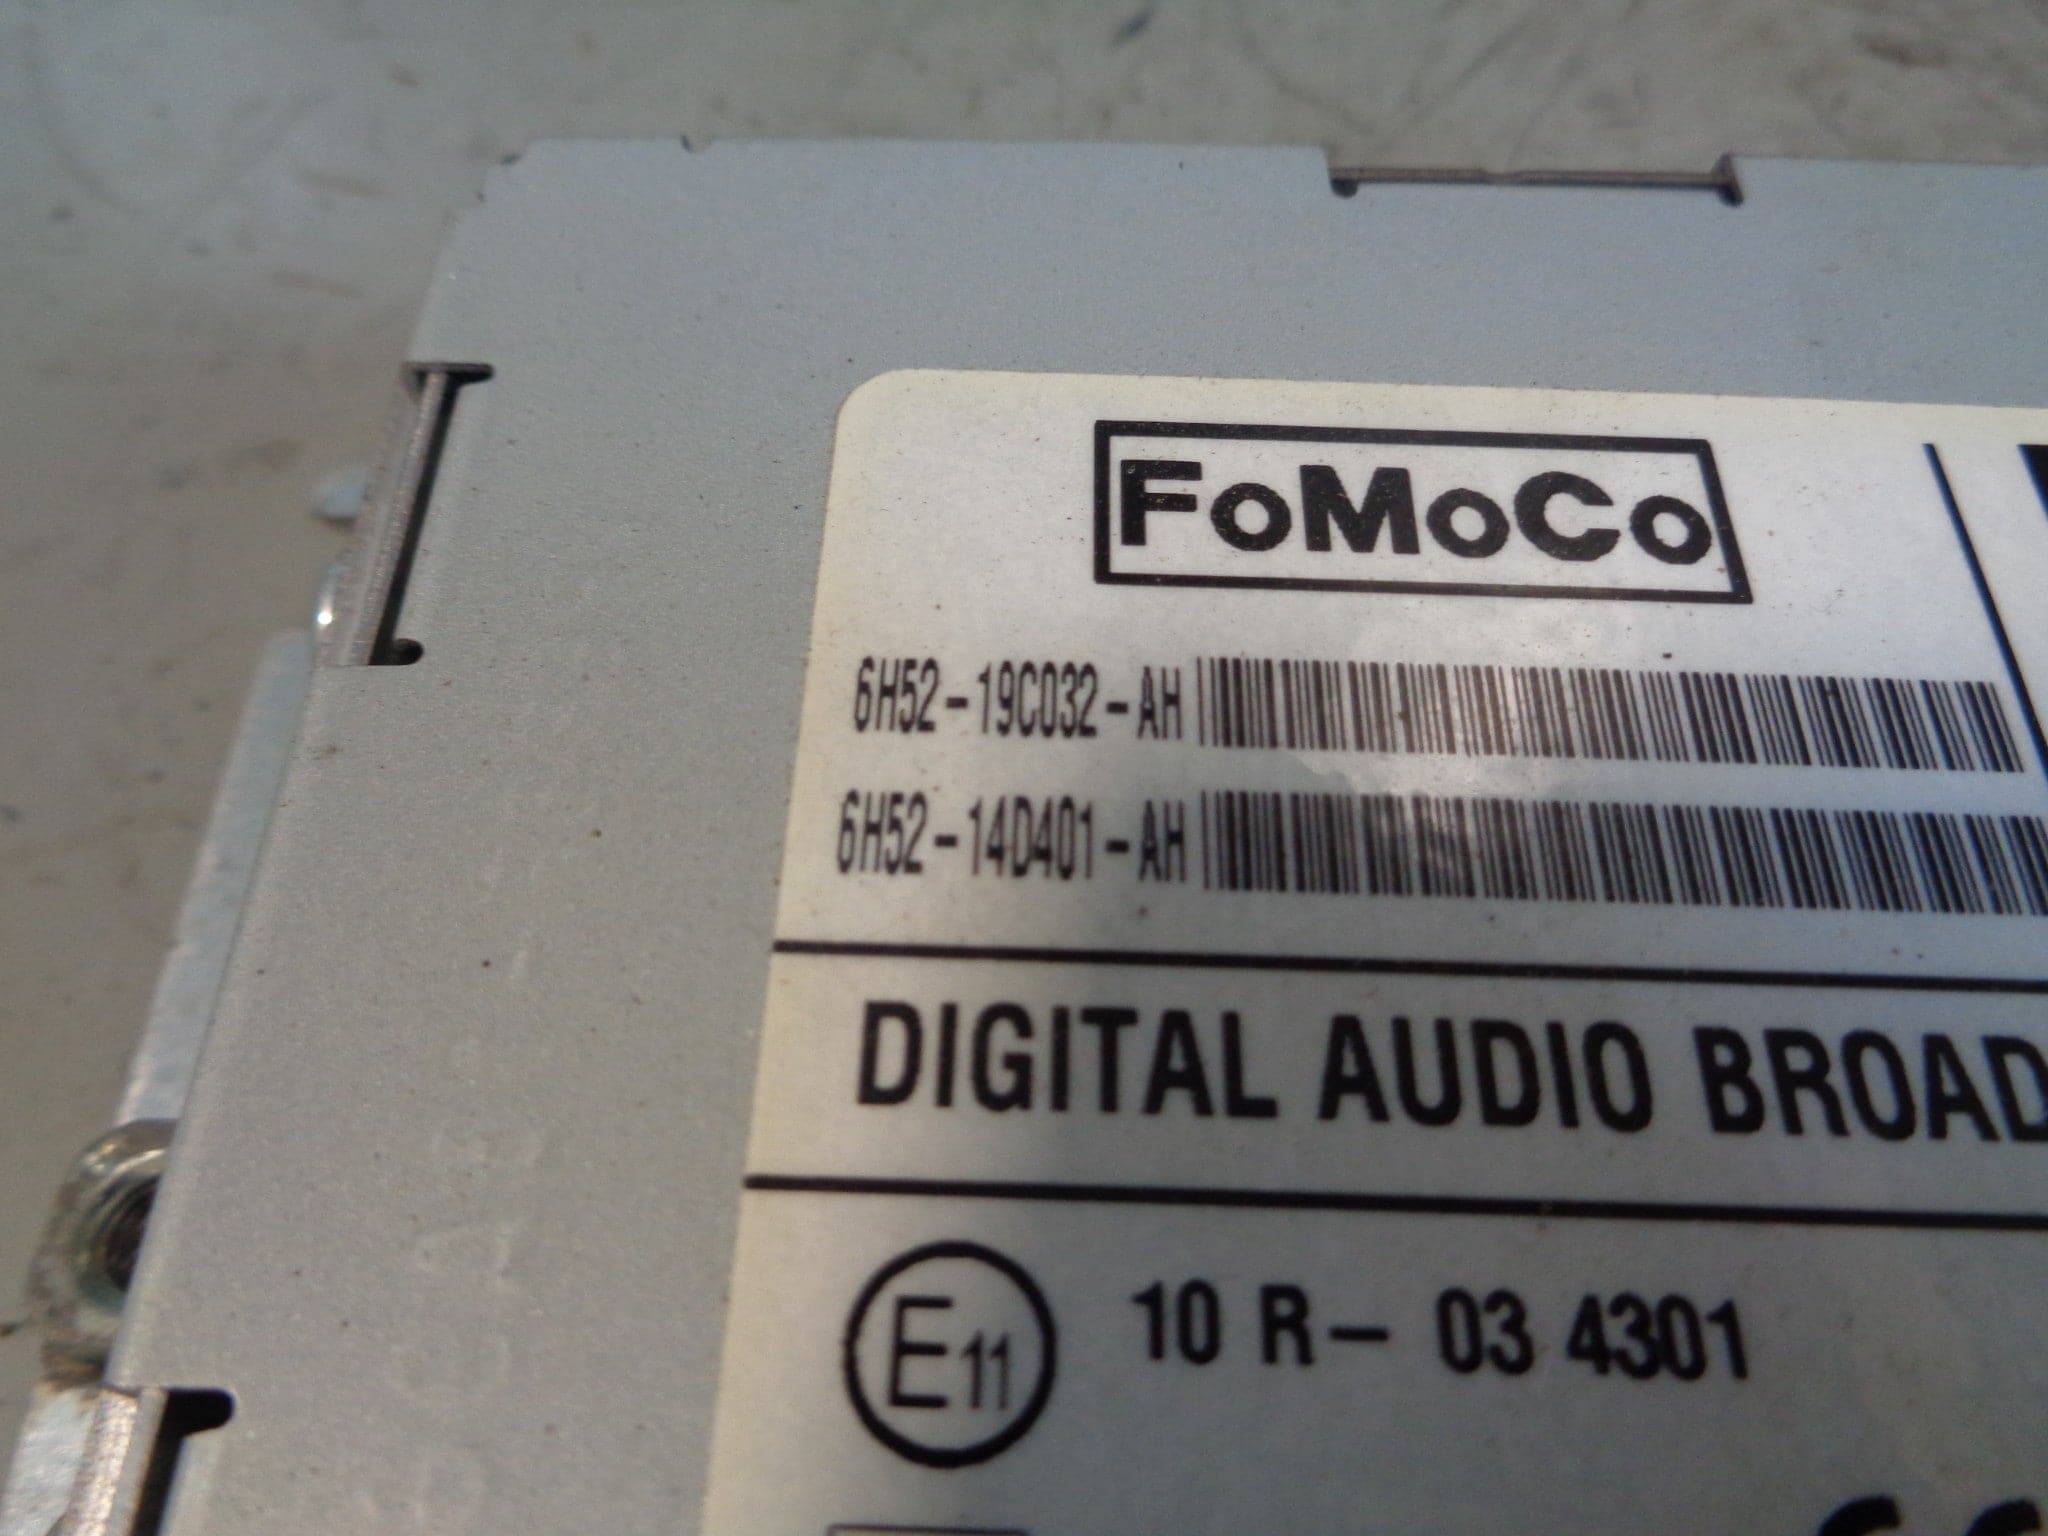 FoMoCo
6H52-19C032-AH
6H52-14D401-AH
DIGITAL AUDIO BROAD
E11 10 R- 03 4301